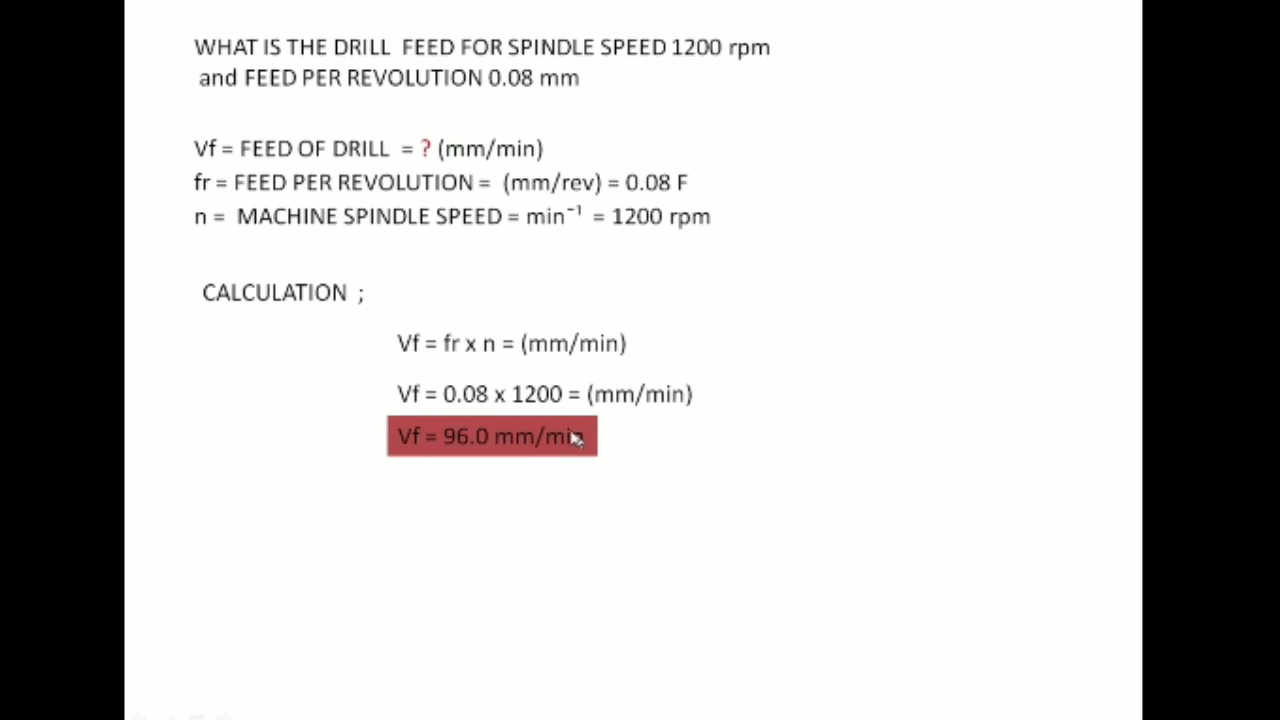 WHAT IS THE DRILL FEED FOR SPINDLE SPEED 1200 rpm
and FEED PER REVOLUTION 0.08 mm
Vf = FEED OF DRILL = ? (mm/min)
fr = FEED PER REVOLUTION = (mm/rev) = 0.08 F
n = MACHINE SPINDLE SPEED = min⁻¹ = 1200 rpm
CALCULATION ;
Vf = fr x n = (mm/min)
Vf = 0.08 x 1200 = (mm/min)
Vf = 96.0 mm/min